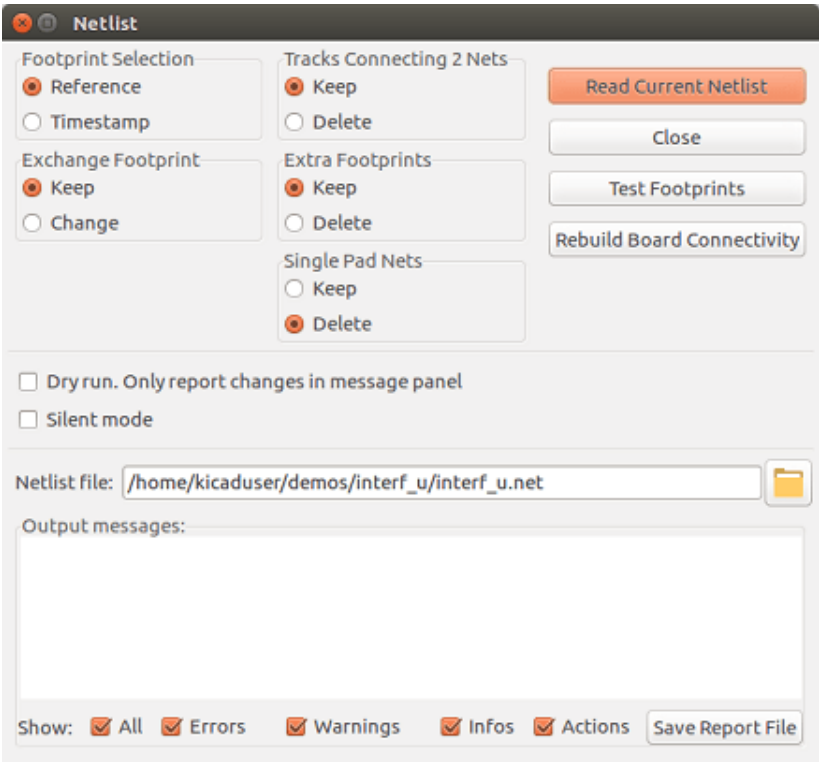 Netlist
Footprint Selection
Reference
Timestamp
Exchange Footprint
Keep
Change
Tracks Connecting 2 Nets
Keep
Delete
Extra Footprints
Keep
Delete
Single Pad Nets
Keep
Delete
Read Current Netlist
Close
Test Footprints
Rebuild Board Connectivity
Dry run. Only report changes in message panel
Silent mode
Netlist file: /home/kicaduser/demos/interf_u/interf_u.net
Output messages:
Show: All Errors Warnings Infos Actions Save Report File